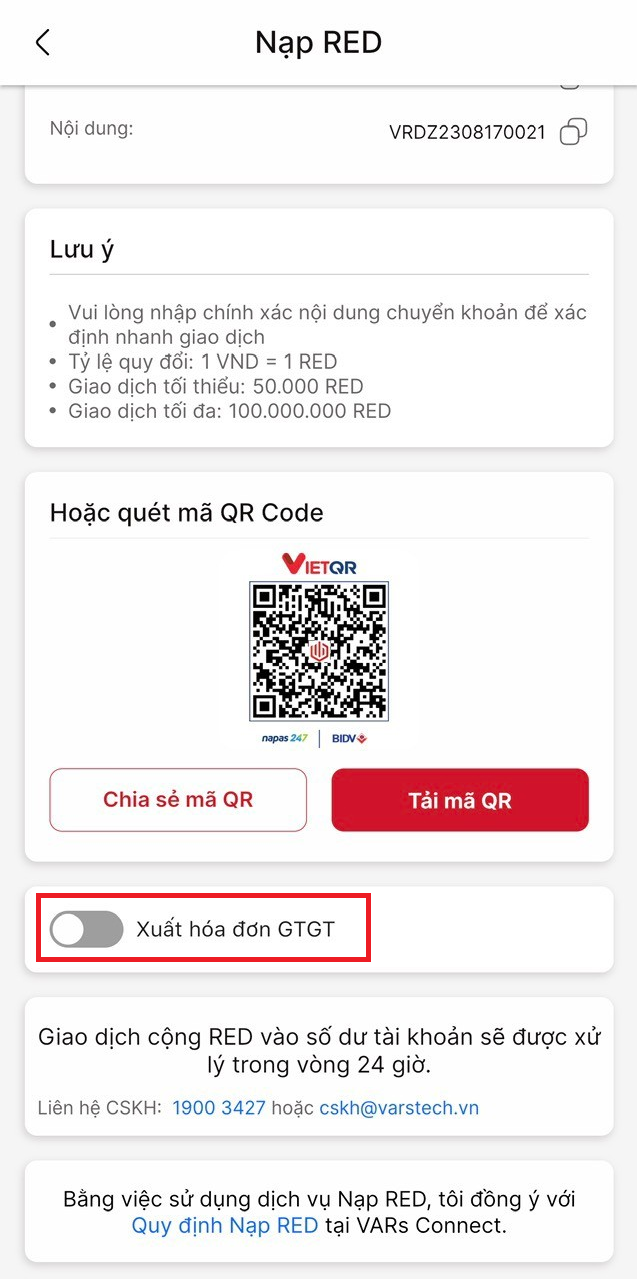 Nạp RED
Nội dung:
VRDZ2308170021
Lưu ý
Vui lòng nhập chính xác nội dung chuyển khoản để xác
định nhanh giao dịch
Tỷ lệ quy đổi: 1 VND = 1 RED
Giao dịch tối thiểu: 50.000 RED
Giao dịch tối đa: 100.000.000 RED
Hoặc quét mã QR Code
VIETQR
napas 247 | BIDV
Chia sẻ mã QR
Tải mã QR
Xuất hóa đơn GTGT
Giao dịch cộng RED vào số dư tài khoản sẽ được xử
lý trong vòng 24 giờ.
Liên hệ CSKH: 1900 3427 hoặc cskh@varstech.vn
Bằng việc sử dụng dịch vụ Nạp RED, tôi đồng ý với
Quy định Nạp RED tại VARs Connect.